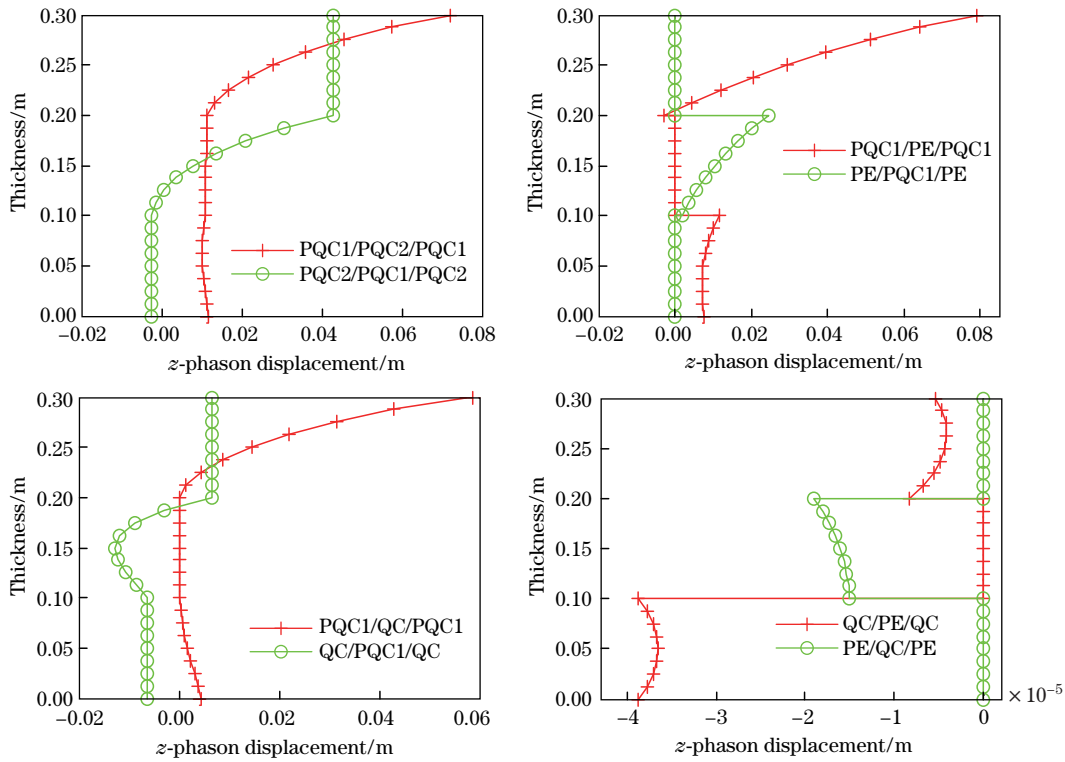 0.30
0.25
0.20
0.15
0.10
0.05
0.00
Thickness/m
PQC1/PQC2/PQC1
PQC2/PQC1/PQC2
−0.02 0.00 0.02 0.04 0.06 0.08
z-phason displacement/m
0.30
0.25
0.20
0.15
0.10
0.05
0.00
Thickness/m
PQC1/PE/PQC1
PE/PQC1/PE
−0.02 0 0.02 0.04 0.06 0.08
z-phason displacement/m
0.30
0.25
0.20
0.15
0.10
0.05
0.00
Thickness/m
PQC1/QC/PQC1
QC/PQC1/QC
−0.02 0.00 0.02 0.04 0.06
z-phason displacement/m
0.30
0.25
0.20
0.15
0.10
0.05
0.00
Thickness/m
QC/PE/QC
PE/QC/PE
−4 −3 −2 −1 0
×10⁻⁵
z-phason displacement/m